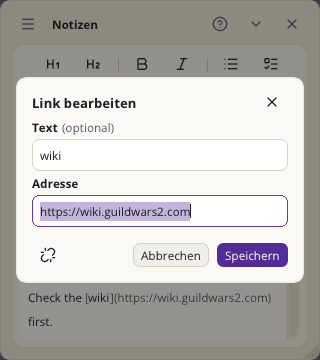 Notizen
H1 H2 B I
Link bearbeiten
Text (optional)
wiki
Adresse
https://wiki.guildwars2.com
Abbrechen Speichern
Check the [wiki](https://wiki.guildwars2.com)
first.